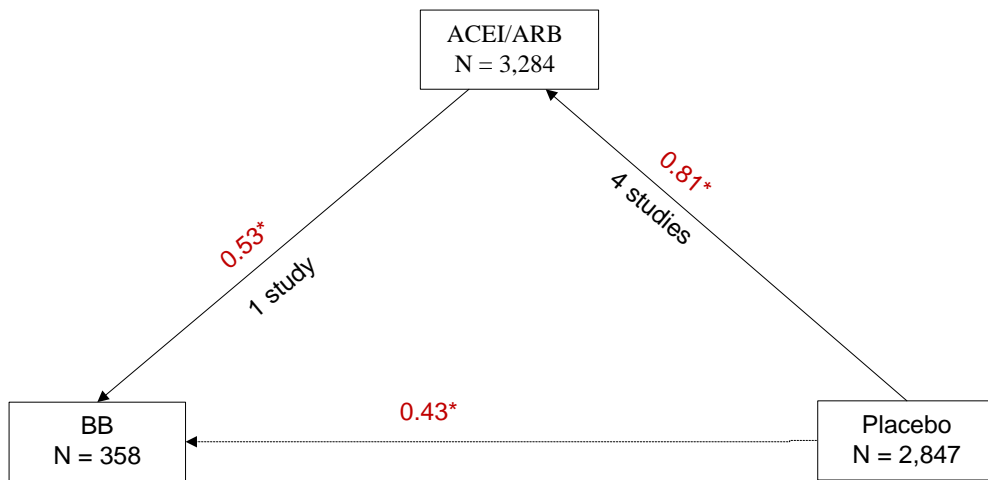 ACEI/ARB
N = 3,284
0.81*
4 studies
0.53*
1 study
0.43*
BB
N = 358
Placebo
N = 2,847